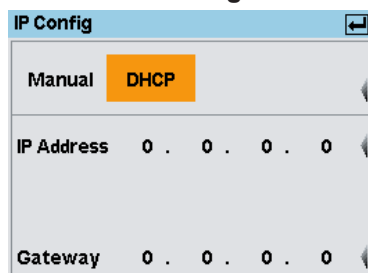 IP Config
Manual DHCP
IP Address 0 . 0 . 0 . 0
Gateway 0 . 0 . 0 . 0